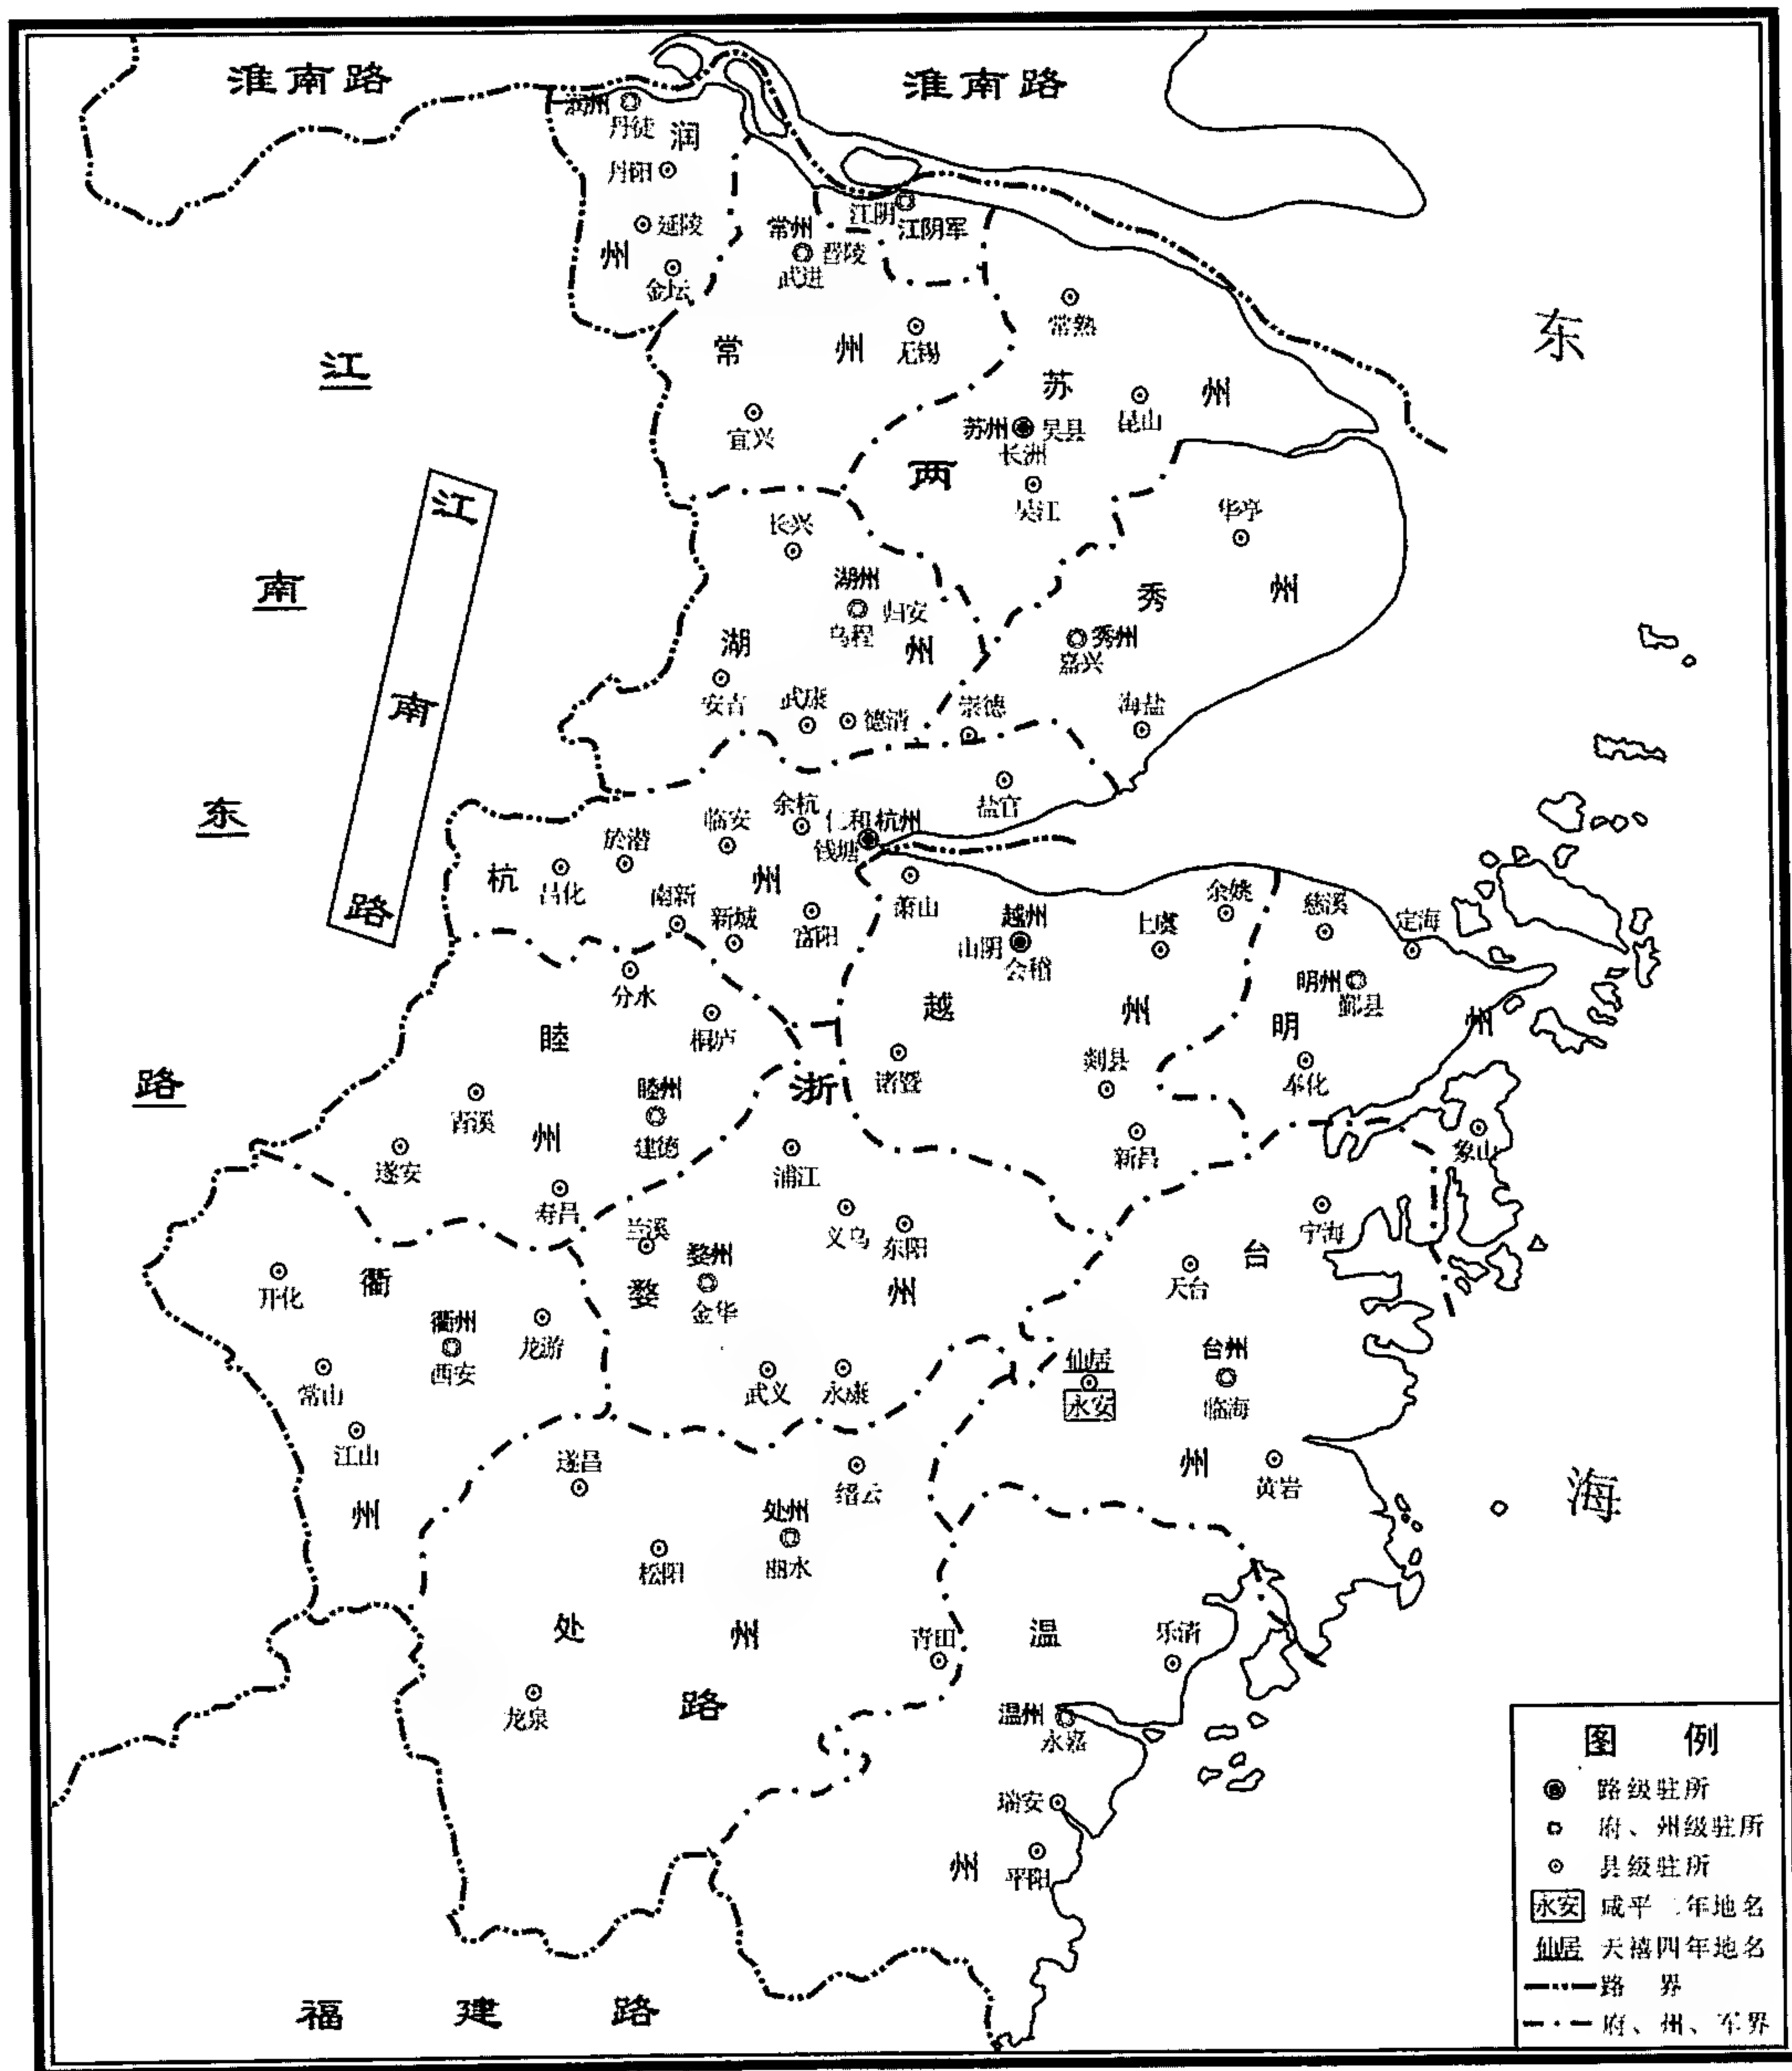 淮南路
淮南路
润州
丹徒
润
丹阳
延陵
州
金坛
江阴
江阴军
常州
晋陵
武进
常熟
东
常
州
无锡
江
苏
州
宜兴
苏州
吴县
昆山
长洲
两
吴江
江
长兴
华亭
南
湖州
归安
乌程
秀
州
湖
州
秀州
嘉兴
安吉
武康
德清
崇德
海盐
南
东
余杭
盐官
临安
仁和
杭州
钱塘
於潜
杭
昌化
州
路
南新
新城
富阳
萧山
越州
山阴
会稽
上虞
余姚
慈溪
定海
分水
明州
鄞县
越
州
明
州
桐庐
睦
路
浙
诸暨
剡县
奉化
青溪
睦州
建德
州
遂安
浦江
新昌
象山
寿昌
兰溪
义乌
东阳
宁海
开化
衢
婺
婺州
金华
州
台
天台
衢州
西安
龙游
常山
武义
永康
仙居
永安
台州
临海
江山
遂昌
缙云
州
黄岩
州
处州
丽水
松阳
海
处
州
青田
温
乐清
龙泉
路
温州
永嘉
瑞安
州
平阳
福建路
图 例
路级驻所
府、州级驻所
县级驻所
永安 咸平二年地名
仙居 天禧四年地名
路 界
府、州、军界